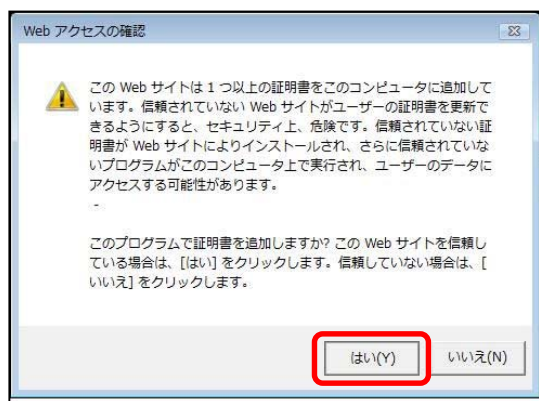 Web アクセスの確認
この Web サイトは 1 つ以上の証明書をこのコンピュータに追加して
います。信頼されていない Web サイトがユーザーの証明書を更新で
きるようにすると、セキュリティ上、危険です。信頼されていない証
明書が Web サイトによりインストールされ、さらに信頼されていな
いプログラムがこのコンピュータ上で実行され、ユーザーのデータに
アクセスする可能性があります。
-
このプログラムで証明書を追加しますか? この Web サイトを信頼し
ている場合は、[はい] をクリックします。信頼していない場合は、[
いいえ] をクリックします。
はい(Y) いいえ(N)